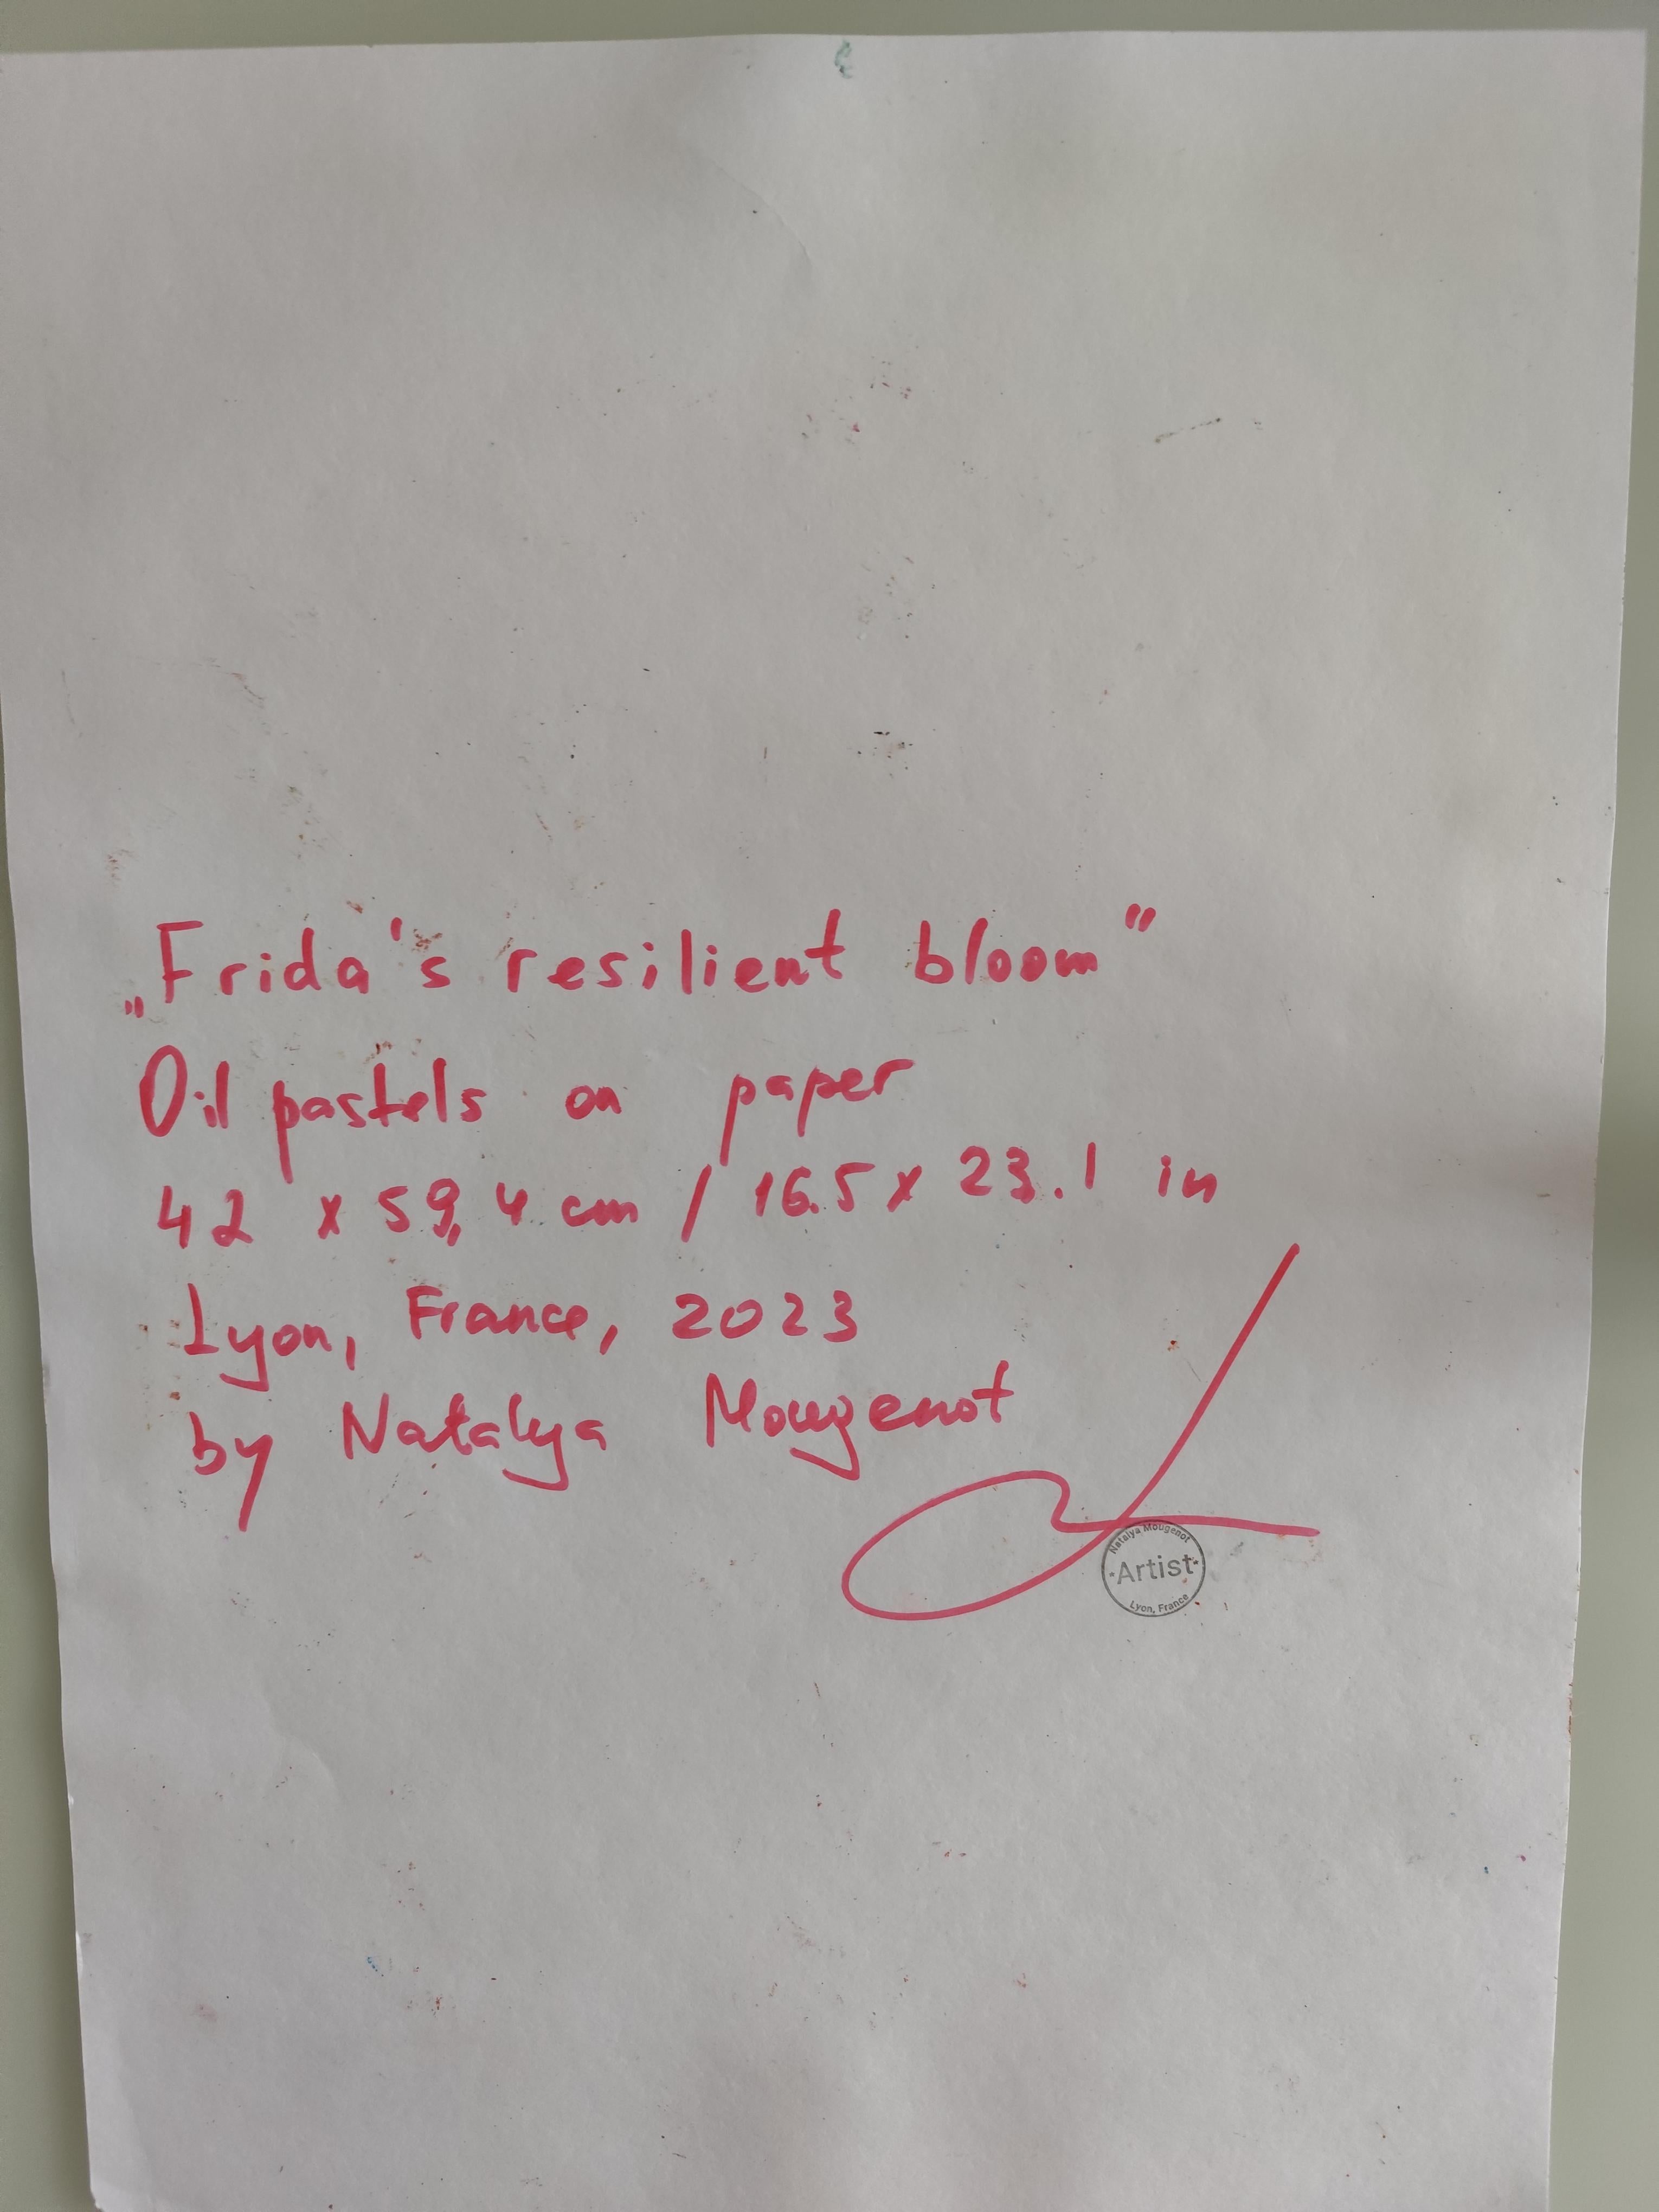 „Frida's resilient bloom"
Oil pastels on paper
42 x 59,4 cm / 16.5 x 23.1 in
Lyon, France, 2023
by Natalya Mougenot
Natalya Mougenot
·Artist·
Lyon, France